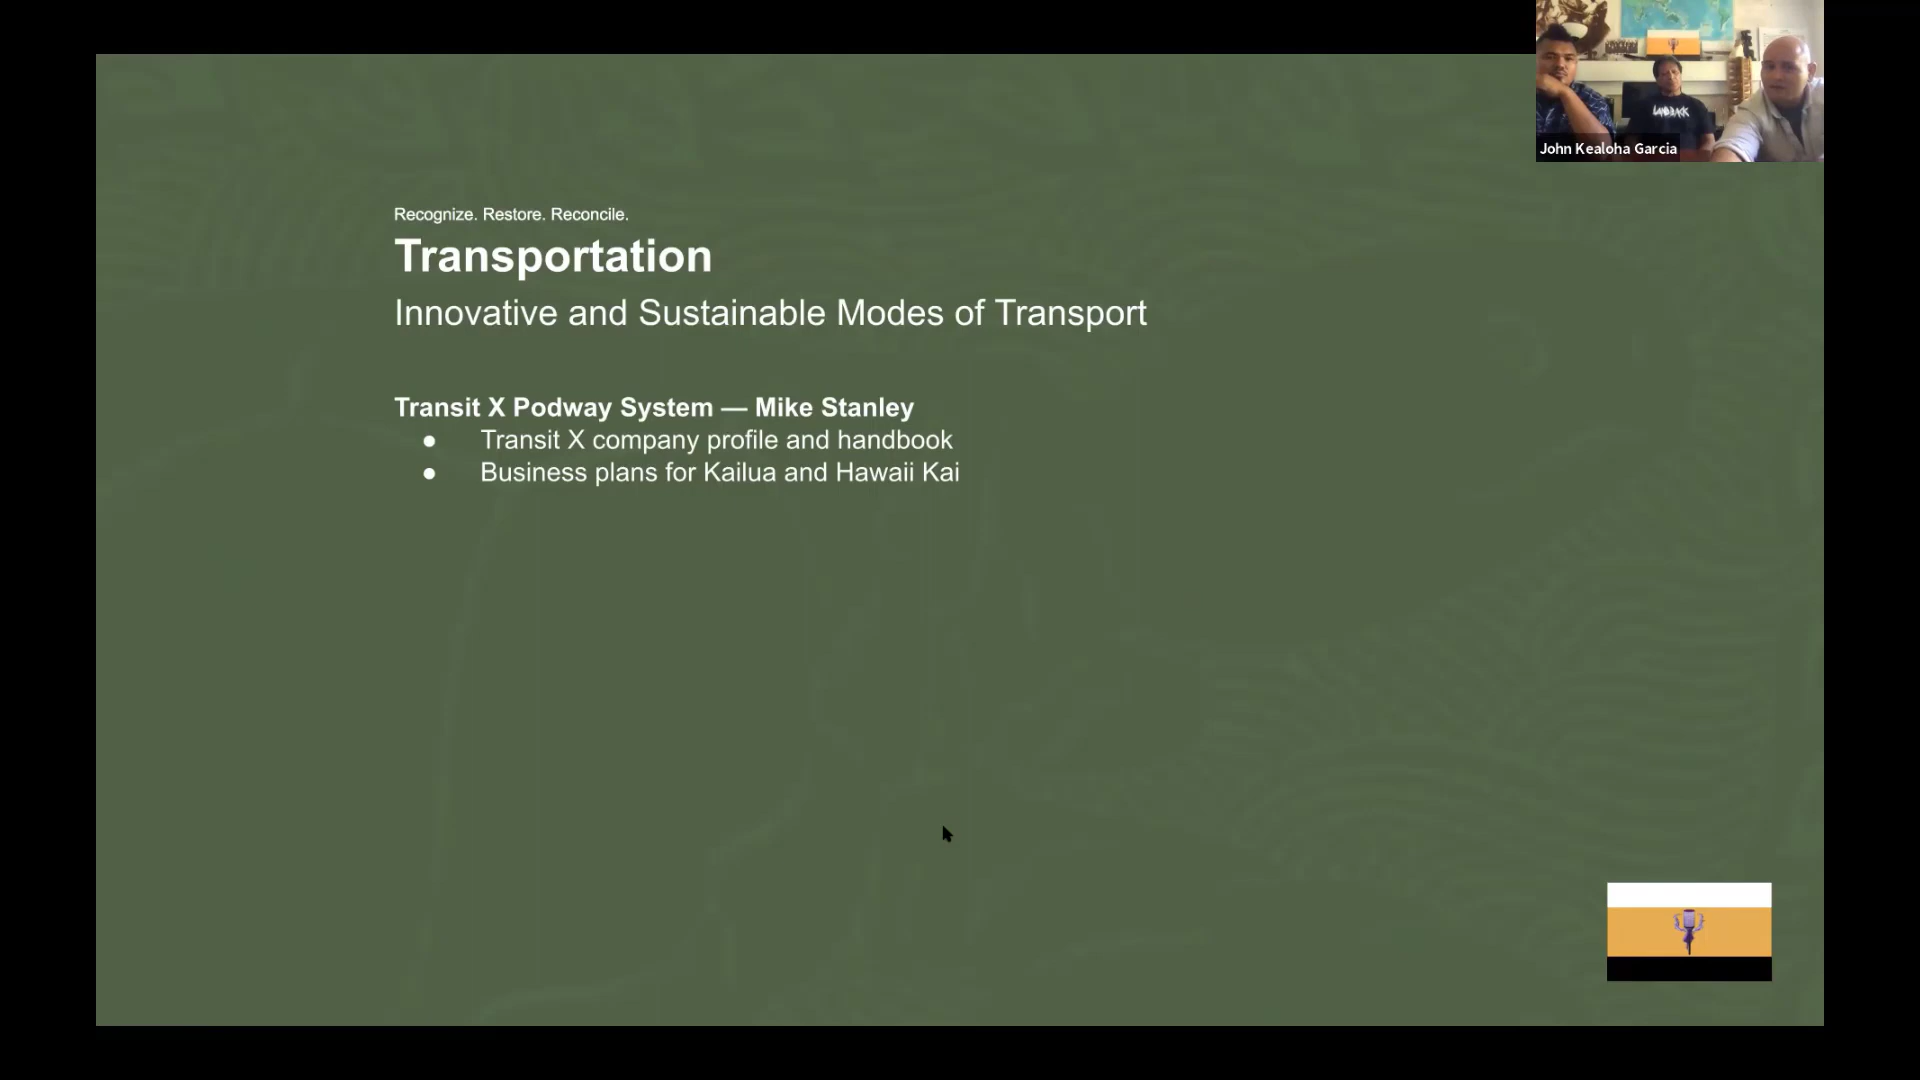 Recognize. Restore. Reconcile.
Transportation
Innovative and Sustainable Modes of Transport
Transit X Podway System — Mike Stanley
● Transit X company profile and handbook
● Business plans for Kailua and Hawaii Kai
LANDBACK
John Kealoha Garcia